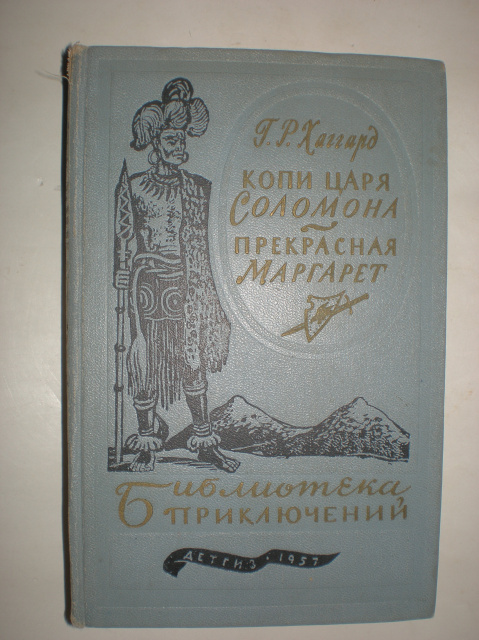 Г. Р. Хаггард
КОПИ ЦАРЯ
СОЛОМОНА
ПРЕКРАСНАЯ
МАРГАРЕТ
БИБЛИОТЕКА
ПРИКЛЮЧЕНИЙ
ДЕТГИЗ · 1957